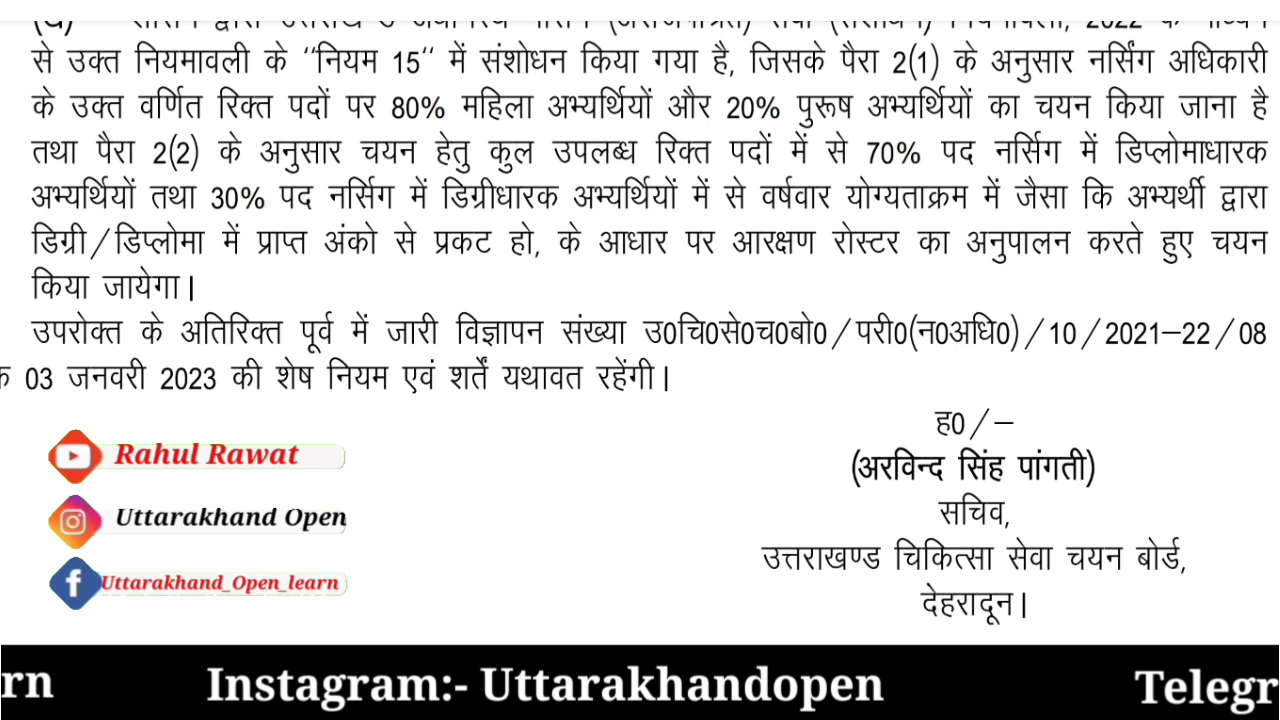 2022 के
से उक्त नियमावली के "नियम 15" में संशोधन किया गया है, जिसके पैरा 2(1) के अनुसार नर्सिंग अधिकारी
के उक्त वर्णित रिक्त पदों पर 80% महिला अभ्यर्थियों और 20% पुरूष अभ्यर्थियों का चयन किया जाना है
तथा पैरा 2(2) के अनुसार चयन हेतु कुल उपलब्ध रिक्त पदों में से 70% पद नर्सिग में डिप्लोमाधारक
अभ्यर्थियों तथा 30% पद नर्सिग में डिग्रीधारक अभ्यर्थियों में से वर्षवार योग्यताक्रम में जैसा कि अभ्यर्थी द्वारा
डिग्री/डिप्लोमा में प्राप्त अंको से प्रकट हो, के आधार पर आरक्षण रोस्टर का अनुपालन करते हुए चयन
किया जायेगा।
उपरोक्त के अतिरिक्त पूर्व में जारी विज्ञापन संख्या उ0चि0से0च0बो0/परी0(न0अधि0)/10/2021–22/08
क 03 जनवरी 2023 की शेष नियम एवं शर्तें यथावत रहेंगी।
ह0/–
(अरविन्द सिंह पांगती)
सचिव,
उत्तराखण्ड चिकित्सा सेवा चयन बोर्ड,
देहरादून।
Rahul Rawat
Uttarakhand Open
Uttarakhand_Open_learn
rn Instagram:- Uttarakhandopen Telegr